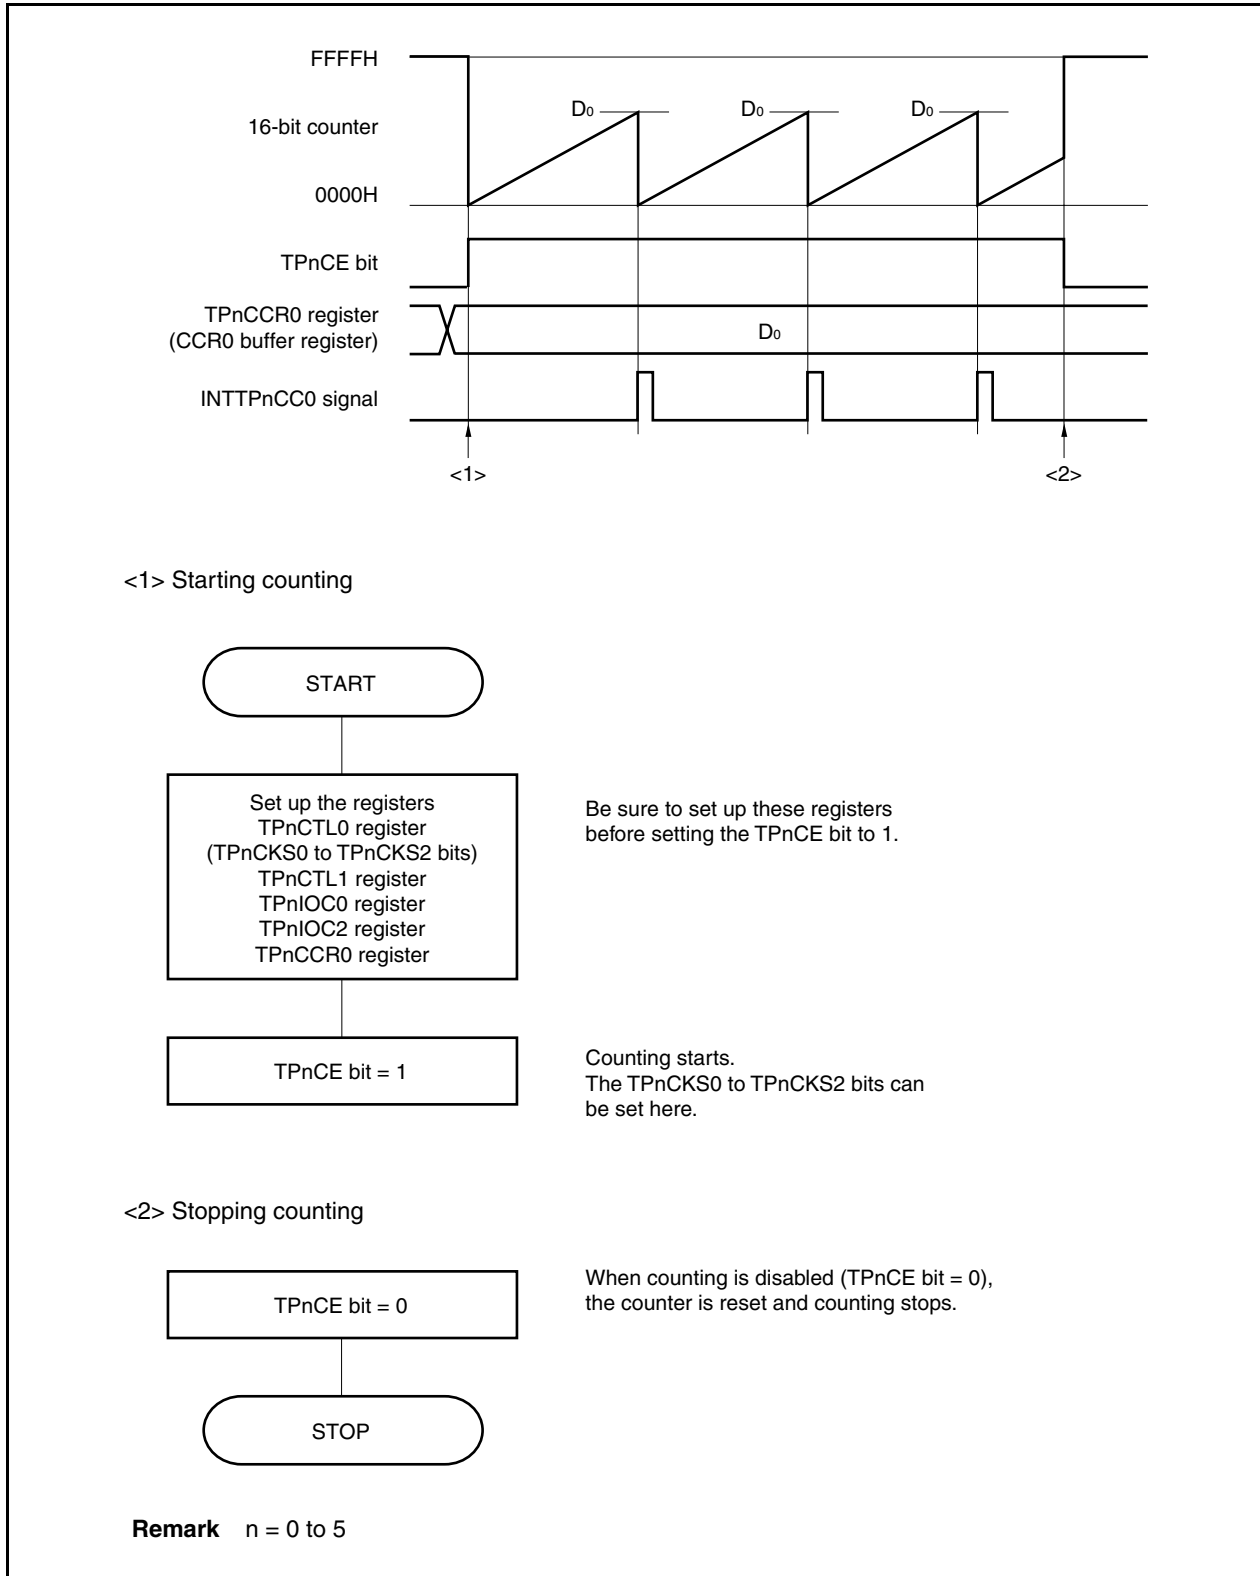 FFFFH
D0
D0
D0
16-bit counter
0000H
TPnCE bit
TPnCCR0 register
(CCR0 buffer register)
D0
INTTPnCC0 signal
<1>
<2>
<1> Starting counting
START
Set up the registers
TPnCTL0 register
(TPnCKS0 to TPnCKS2 bits)
TPnCTL1 register
TPnIOC0 register
TPnIOC2 register
TPnCCR0 register
Be sure to set up these registers
before setting the TPnCE bit to 1.
TPnCE bit = 1
Counting starts.
The TPnCKS0 to TPnCKS2 bits can
be set here.
<2> Stopping counting
TPnCE bit = 0
When counting is disabled (TPnCE bit = 0),
the counter is reset and counting stops.
STOP
Remark n = 0 to 5